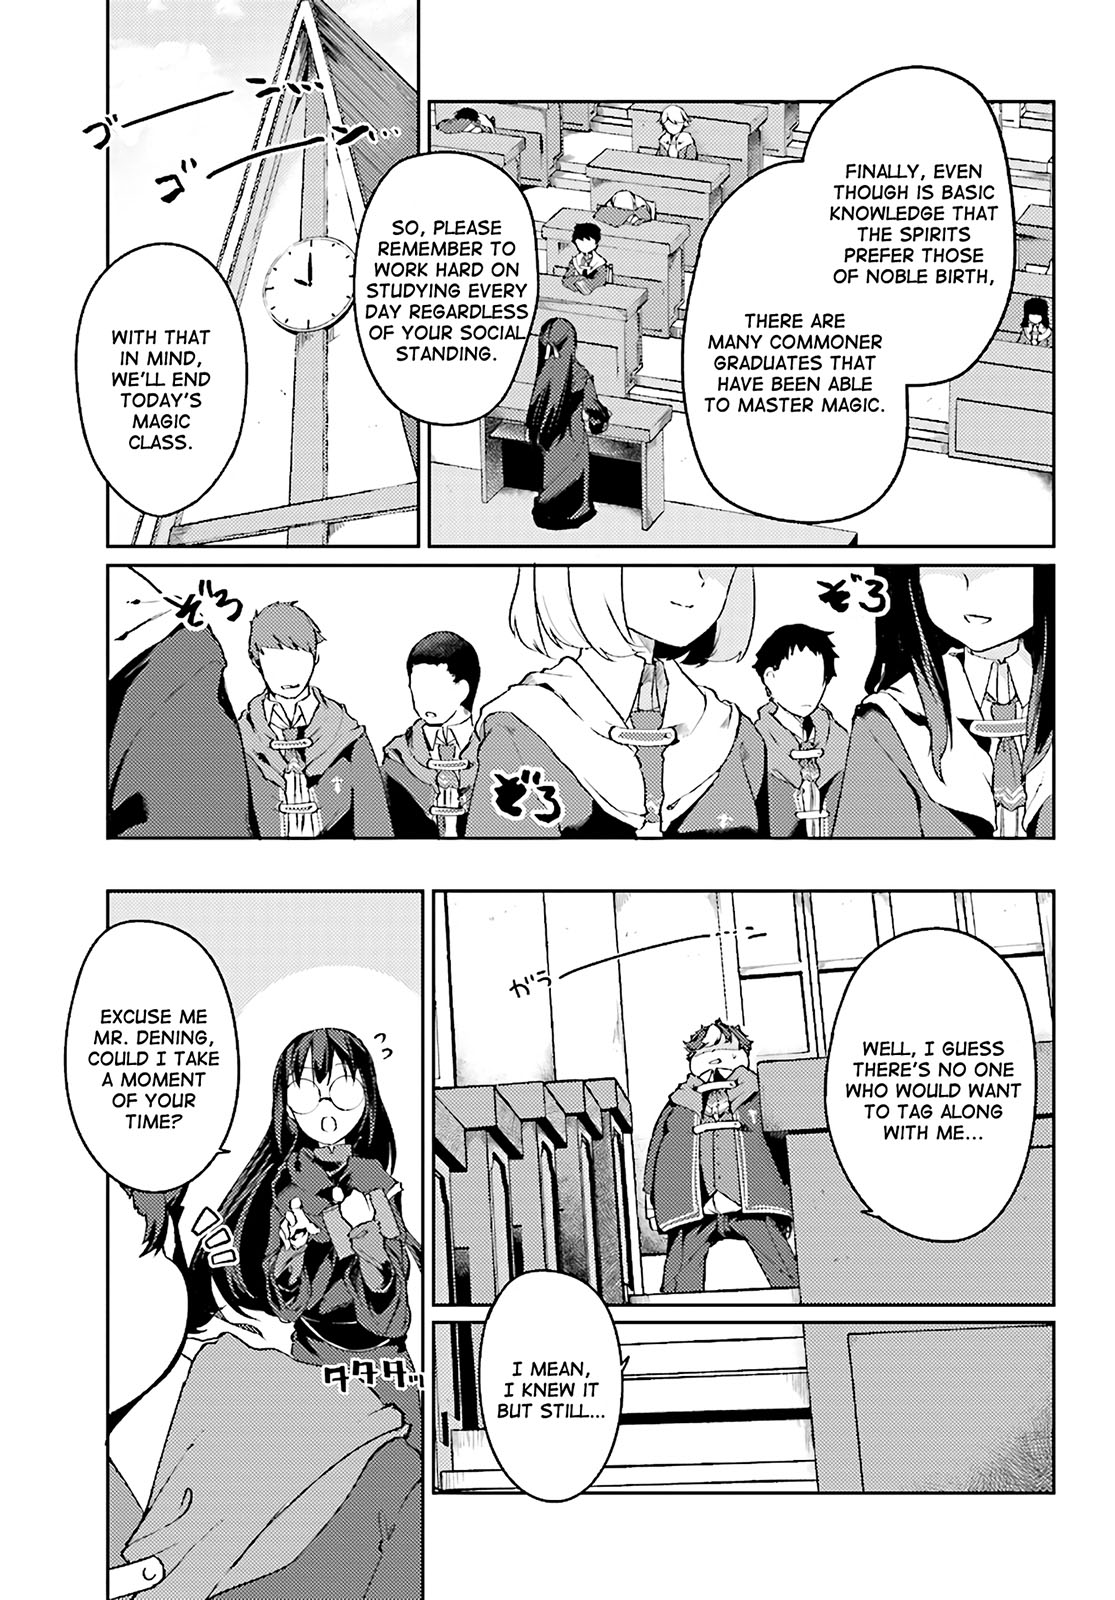 FINALLY, EVEN
THOUGH IS BASIC
KNOWLEDGE THAT
THE SPIRITS
PREFER THOSE
OF NOBLE BIRTH,
THERE ARE
MANY COMMONER
GRADUATES THAT
HAVE BEEN ABLE
TO MASTER MAGIC.
SO, PLEASE
REMEMBER TO
WORK HARD ON
STUDYING EVERY
DAY REGARDLESS
OF YOUR SOCIAL
STANDING.
ゴーン…
ゴーン…
WITH THAT
IN MIND,
WE'LL END
TODAY'S
MAGIC
CLASS.
ぞろ
ぞろ
ぞろ
WELL, I GUESS
THERE'S NO ONE
WHO WOULD WANT
TO TAG ALONG
WITH ME...
がらーん…
I MEAN,
I KNEW IT
BUT STILL...
EXCUSE ME
MR. DENING,
COULD I TAKE
A MOMENT
OF YOUR
TIME?
タタタタッ